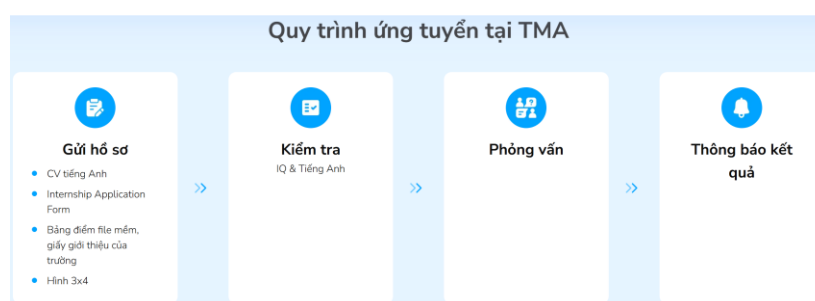 Quy trình ứng tuyển tại TMA
Gửi hồ sơ
CV tiếng Anh
Internship Application
Form
Bảng điểm file mềm,
giấy giới thiệu của
trường
Hình 3x4
Kiểm tra
IQ & Tiếng Anh
Phỏng vấn
Thông báo kết
quả